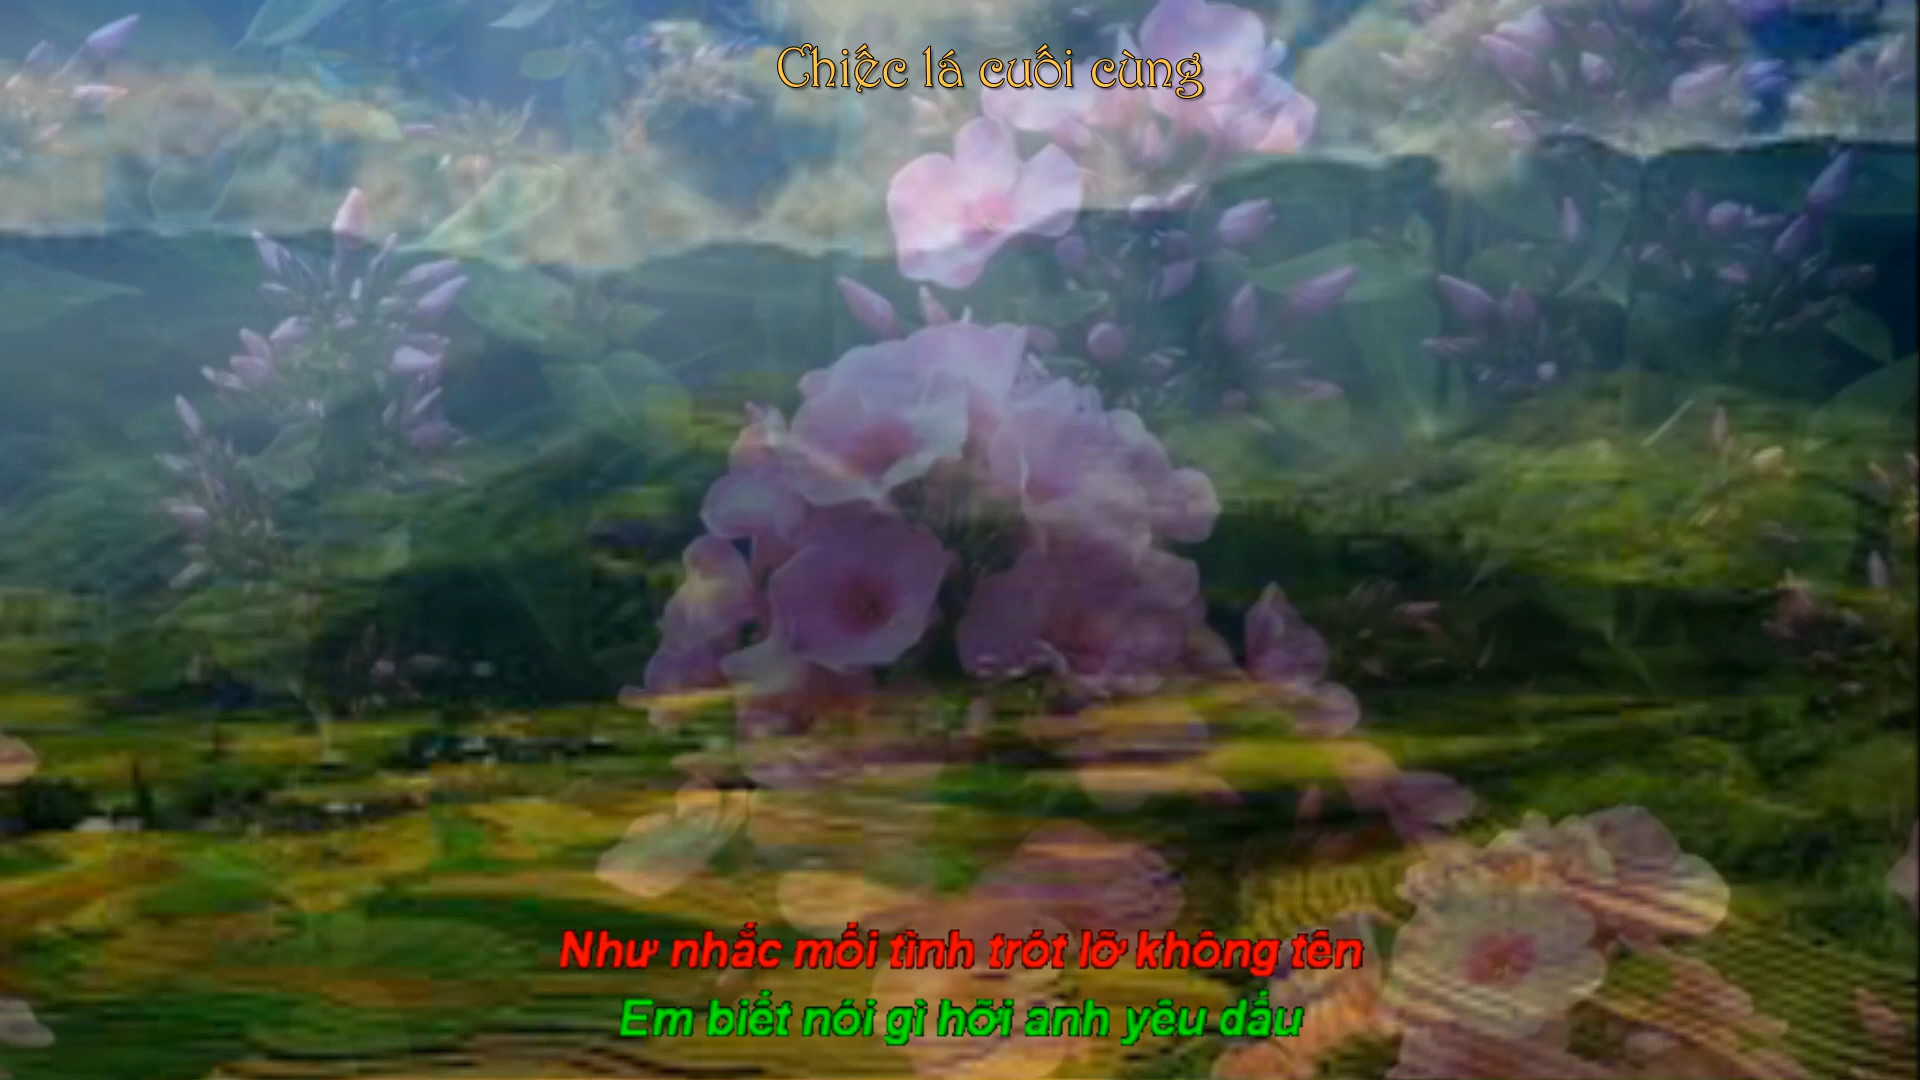 Chiếc lá cuối cùng
Như nhắc mối tình trót lỡ không tên
Em biết nói gì hỡi anh yêu dấu